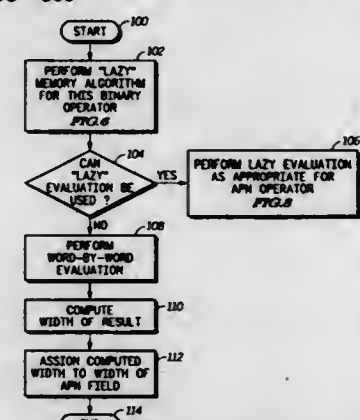 START
100
102
PERFORM "LAZY"
MEMORY ALGORITHM
FOR THIS BINARY
OPERATOR
FIG.6
104
CAN
"LAZY"
EVALUATION BE
USED ?
YES
106
PERFORM LAZY EVALUATION
AS APPROPRIATE FOR
APN OPERATOR
FIG.8
NO
108
PERFORM
WORD-BY-WORD
EVALUATION
110
COMPUTE
WIDTH OF RESULT
112
ASSIGN COMPUTED
WIDTH TO WIDTH OF
APN FIELD
114